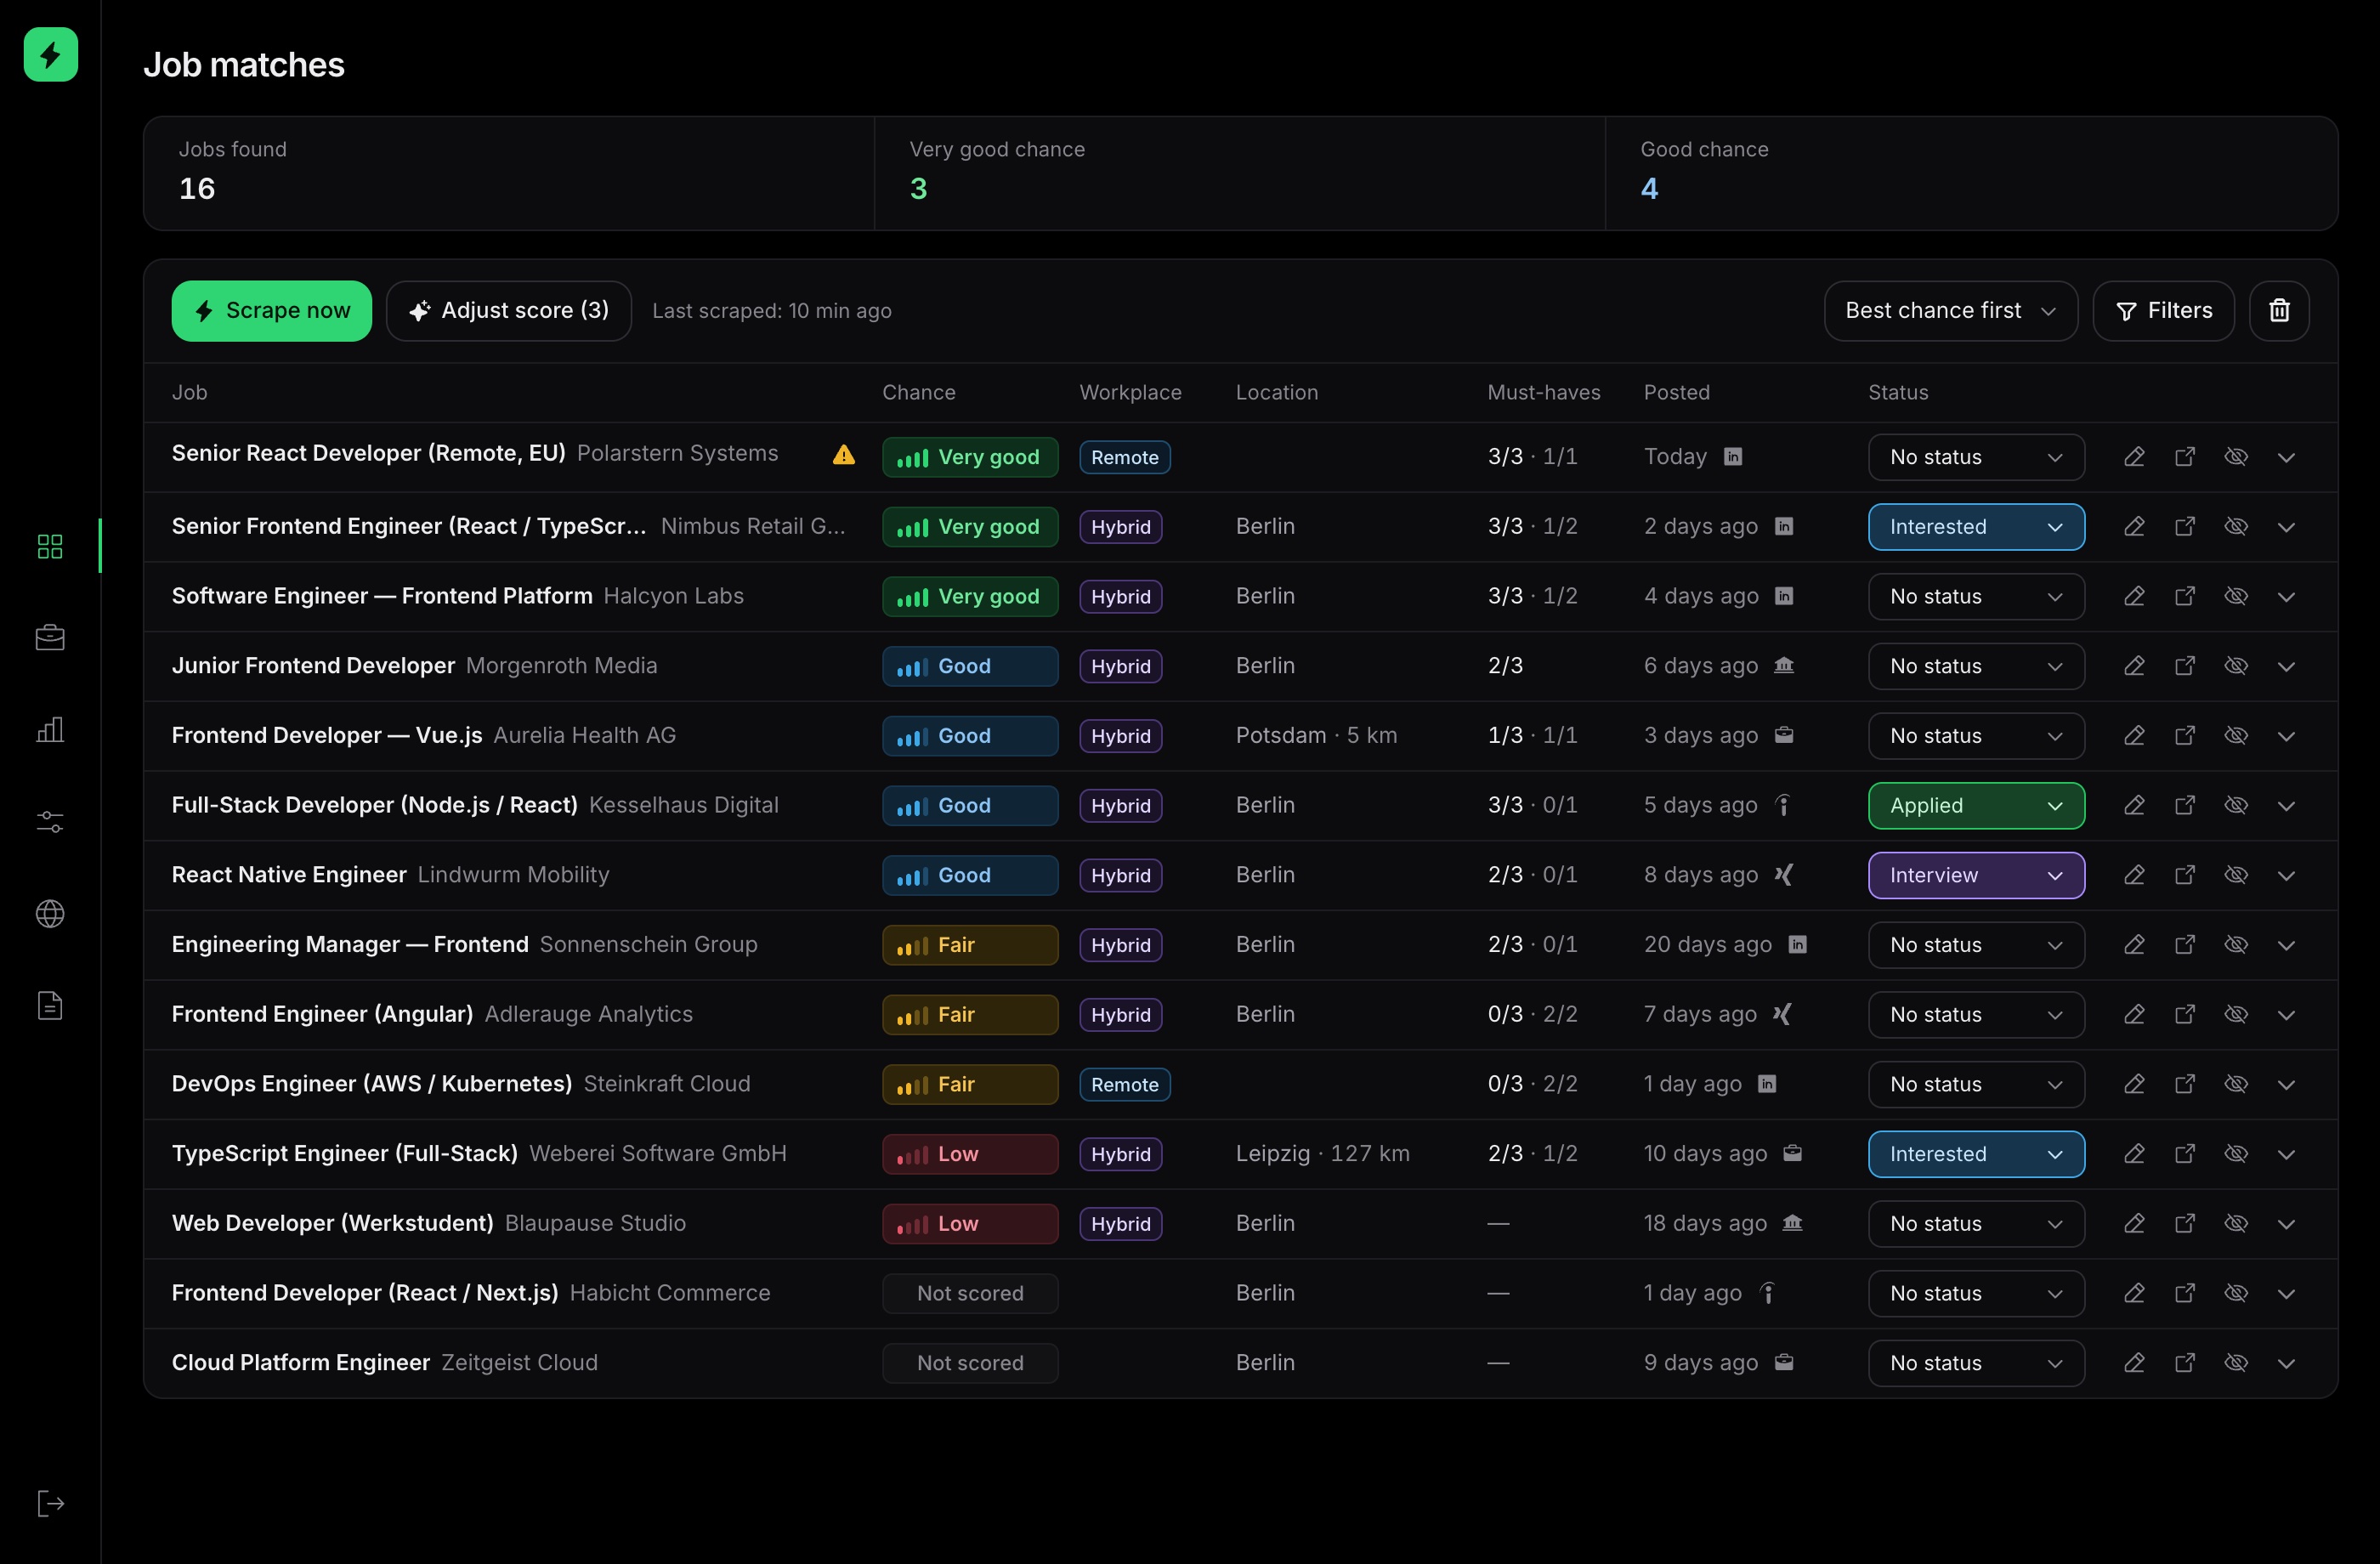 Job matches
Jobs found
16
Very good chance
3
Good chance
4
Scrape now
Adjust score (3)
Last scraped: 10 min ago
Best chance first
Filters
Job Chance Workplace Location Must-haves Posted Status
Senior React Developer (Remote, EU) Polarstern Systems Very good Remote 3/3 · 1/1 Today in No status
Senior Frontend Engineer (React / TypeScr... Nimbus Retail G... Very good Hybrid Berlin 3/3 · 1/2 2 days ago in Interested
Software Engineer — Frontend Platform Halcyon Labs Very good Hybrid Berlin 3/3 · 1/2 4 days ago in No status
Junior Frontend Developer Morgenroth Media Good Hybrid Berlin 2/3 6 days ago No status
Frontend Developer — Vue.js Aurelia Health AG Good Hybrid Potsdam · 5 km 1/3 · 1/1 3 days ago No status
Full-Stack Developer (Node.js / React) Kesselhaus Digital Good Hybrid Berlin 3/3 · 0/1 5 days ago Applied
React Native Engineer Lindwurm Mobility Good Hybrid Berlin 2/3 · 0/1 8 days ago Interview
Engineering Manager — Frontend Sonnenschein Group Fair Hybrid Berlin 2/3 · 0/1 20 days ago in No status
Frontend Engineer (Angular) Adlerauge Analytics Fair Hybrid Berlin 0/3 · 2/2 7 days ago No status
DevOps Engineer (AWS / Kubernetes) Steinkraft Cloud Fair Remote 0/3 · 2/2 1 day ago in No status
TypeScript Engineer (Full-Stack) Weberei Software GmbH Low Hybrid Leipzig · 127 km 2/3 · 1/2 10 days ago Interested
Web Developer (Werkstudent) Blaupause Studio Low Hybrid Berlin — 18 days ago No status
Frontend Developer (React / Next.js) Habicht Commerce Not scored Berlin — 1 day ago No status
Cloud Platform Engineer Zeitgeist Cloud Not scored Berlin — 9 days ago No status